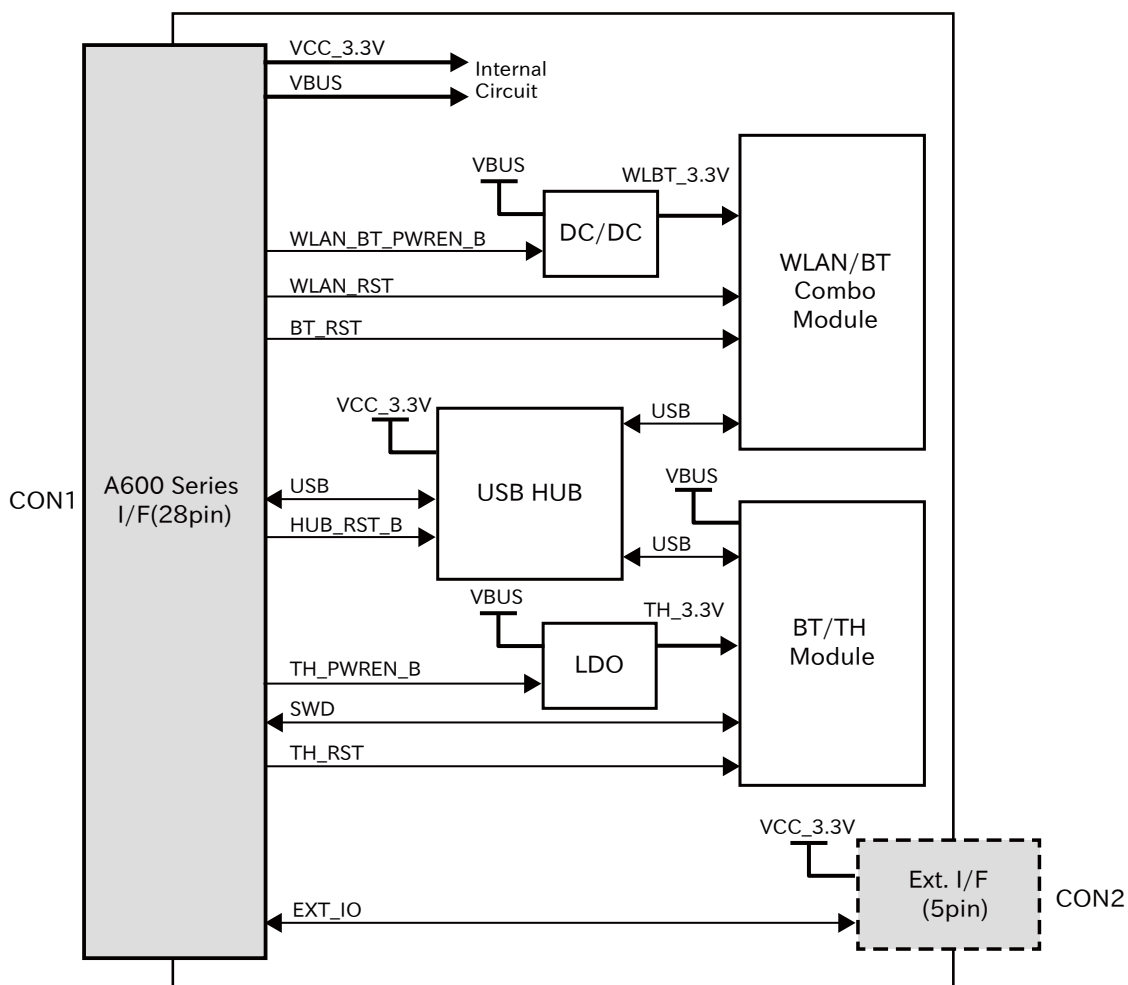 VCC_3.3V
VBUS
Internal
Circuit
VBUS
WLBT_3.3V
DC/DC
WLAN_BT_PWREN_B
WLAN_RST
BT_RST
WLAN/BT
Combo
Module
VCC_3.3V
USB
CON1
A600 Series
I/F(28pin)
USB
HUB_RST_B
USB HUB
VBUS
USB
VBUS
TH_3.3V
LDO
BT/TH
Module
TH_PWREN_B
SWD
TH_RST
VCC_3.3V
Ext. I/F
(5pin)
CON2
EXT_IO